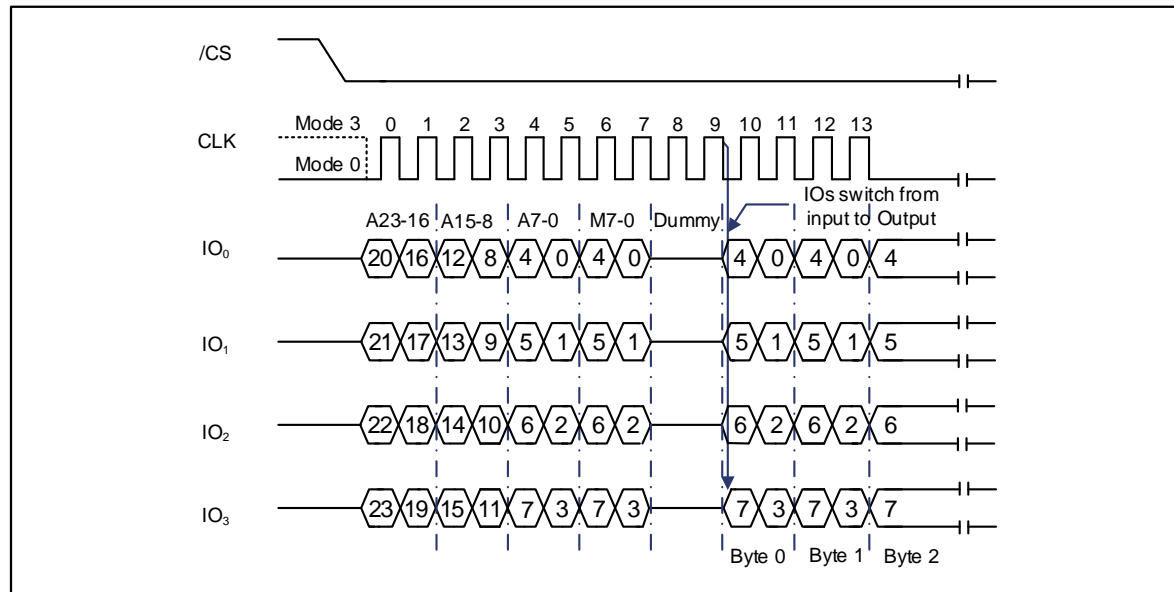 /CS
Mode 3 0 1 2 3 4 5 6 7 8 9 10 11 12 13
CLK
Mode 0
IOs switch from
A23-16 A15-8 A7-0 M7-0 Dummy input to Output
IO₀ 20 16 12 8 4 0 4 0 4 0 4 0 4
IO₁ 21 17 13 9 5 1 5 1 5 1 5 1 5
IO₂ 22 18 14 10 6 2 6 2 6 2 6 2 6
IO₃ 23 19 15 11 7 3 7 3 7 3 7 3 7
Byte 0 Byte 1 Byte 2